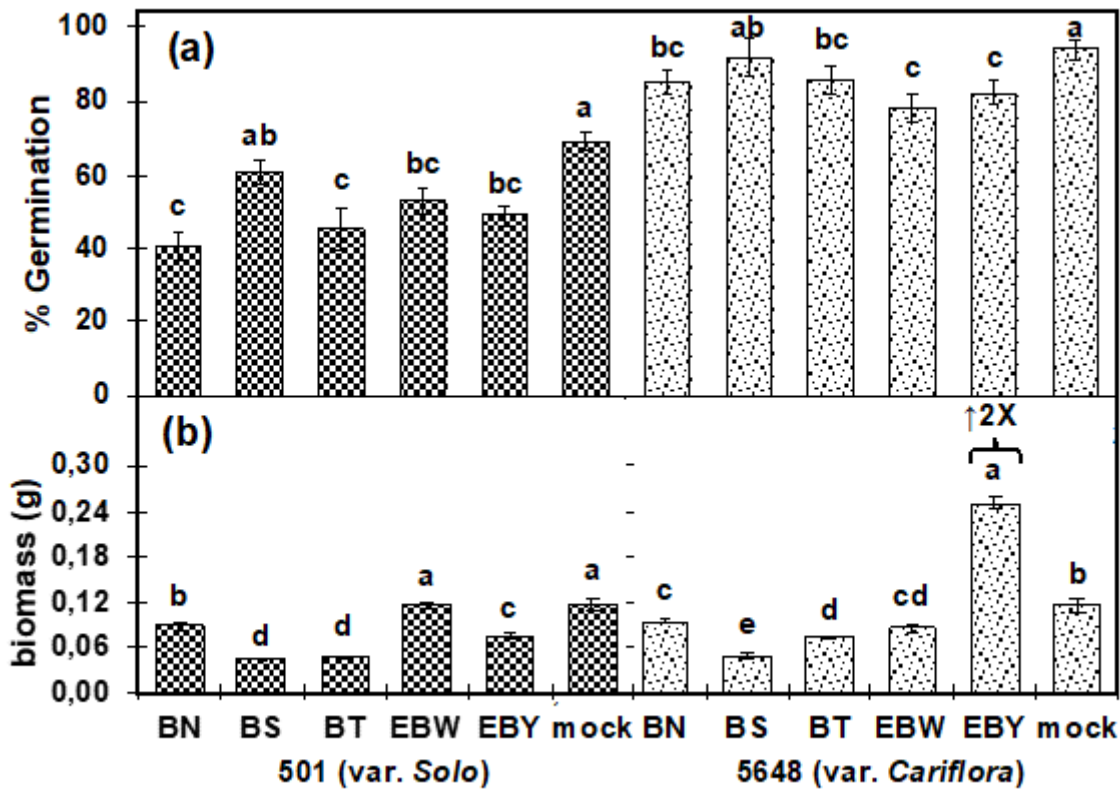 100
80
60
40
20
0
% Germination
(a)
c
ab
c
bc
bc
a
bc
ab
bc
c
c
a
(b)
0,30
0,24
0,18
0,12
0,06
0,00
biomass (g)
b
d
d
a
c
a
c
e
d
cd
↑2X
a
b
BN BS BT EBW EBY mock BN BS BT EBW EBY mock
501 (var. Solo) 5648 (var. Cariflora)